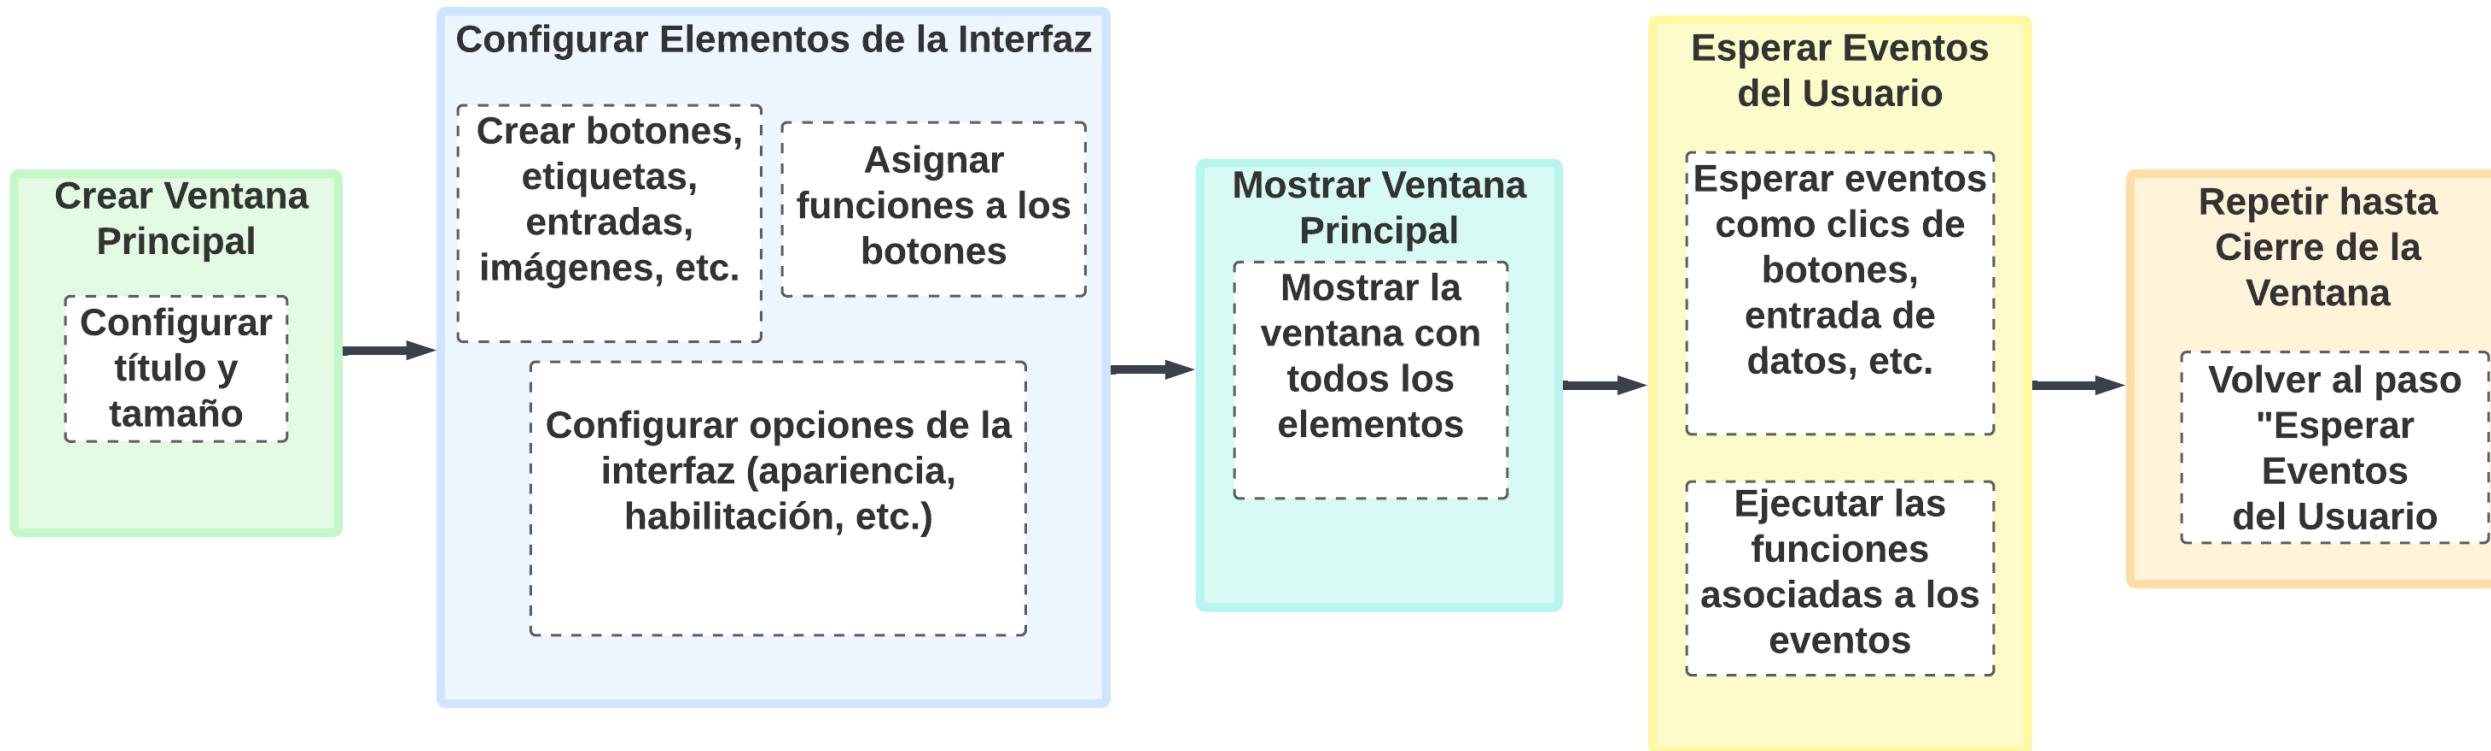 Crear Ventana
Principal
Configurar
título y
tamaño
Configurar Elementos de la Interfaz
Crear botones,
etiquetas,
entradas,
imágenes, etc.
Asignar
funciones a los
botones
Configurar opciones de la
interfaz (apariencia,
habilitación, etc.)
Mostrar Ventana
Principal
Mostrar la
ventana con
todos los
elementos
Esperar Eventos
del Usuario
Esperar eventos
como clics de
botones,
entrada de
datos, etc.
Ejecutar las
funciones
asociadas a los
eventos
Repetir hasta
Cierre de la
Ventana
Volver al paso
"Esperar
Eventos
del Usuario